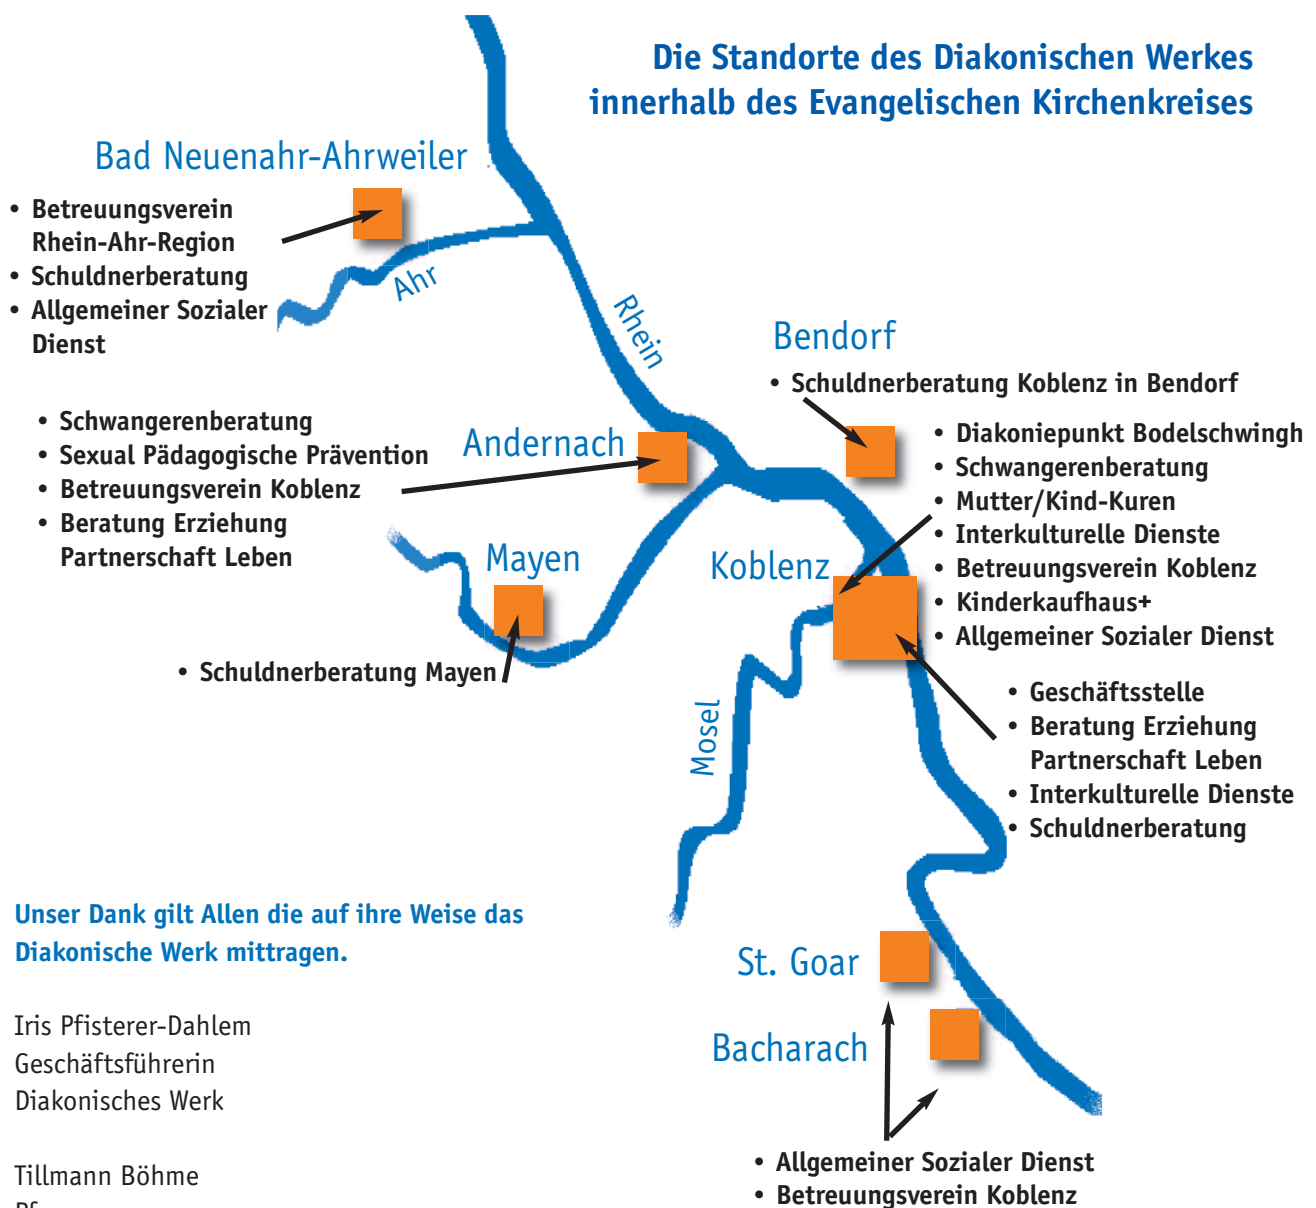 Die Standorte des Diakonischen Werkes
innerhalb des Evangelischen Kirchenkreises
Bad Neuenahr-Ahrweiler
• Betreuungsverein
Rhein-Ahr-Region
• Schuldnerberatung
• Allgemeiner Sozialer
Dienst
Ahr
Rhein
Bendorf
• Schuldnerberatung Koblenz in Bendorf
• Schwangerenberatung
• Sexual Pädagogische Prävention
• Betreuungsverein Koblenz
• Beratung Erziehung
Partnerschaft Leben
Andernach
• Diakoniepunkt Bodelschwingh
• Schwangerenberatung
• Mutter/Kind-Kuren
• Interkulturelle Dienste
• Betreuungsverein Koblenz
• Kinderkaufhaus+
• Allgemeiner Sozialer Dienst
Mayen
Koblenz
• Schuldnerberatung Mayen
• Geschäftsstelle
• Beratung Erziehung
Partnerschaft Leben
• Interkulturelle Dienste
• Schuldnerberatung
Mosel
Unser Dank gilt Allen die auf ihre Weise das
Diakonische Werk mittragen.
Iris Pfisterer-Dahlem
Geschäftsführerin
Diakonisches Werk
Tillmann Böhme
St. Goar
Bacharach
• Allgemeiner Sozialer Dienst
• Betreuungsverein Koblenz